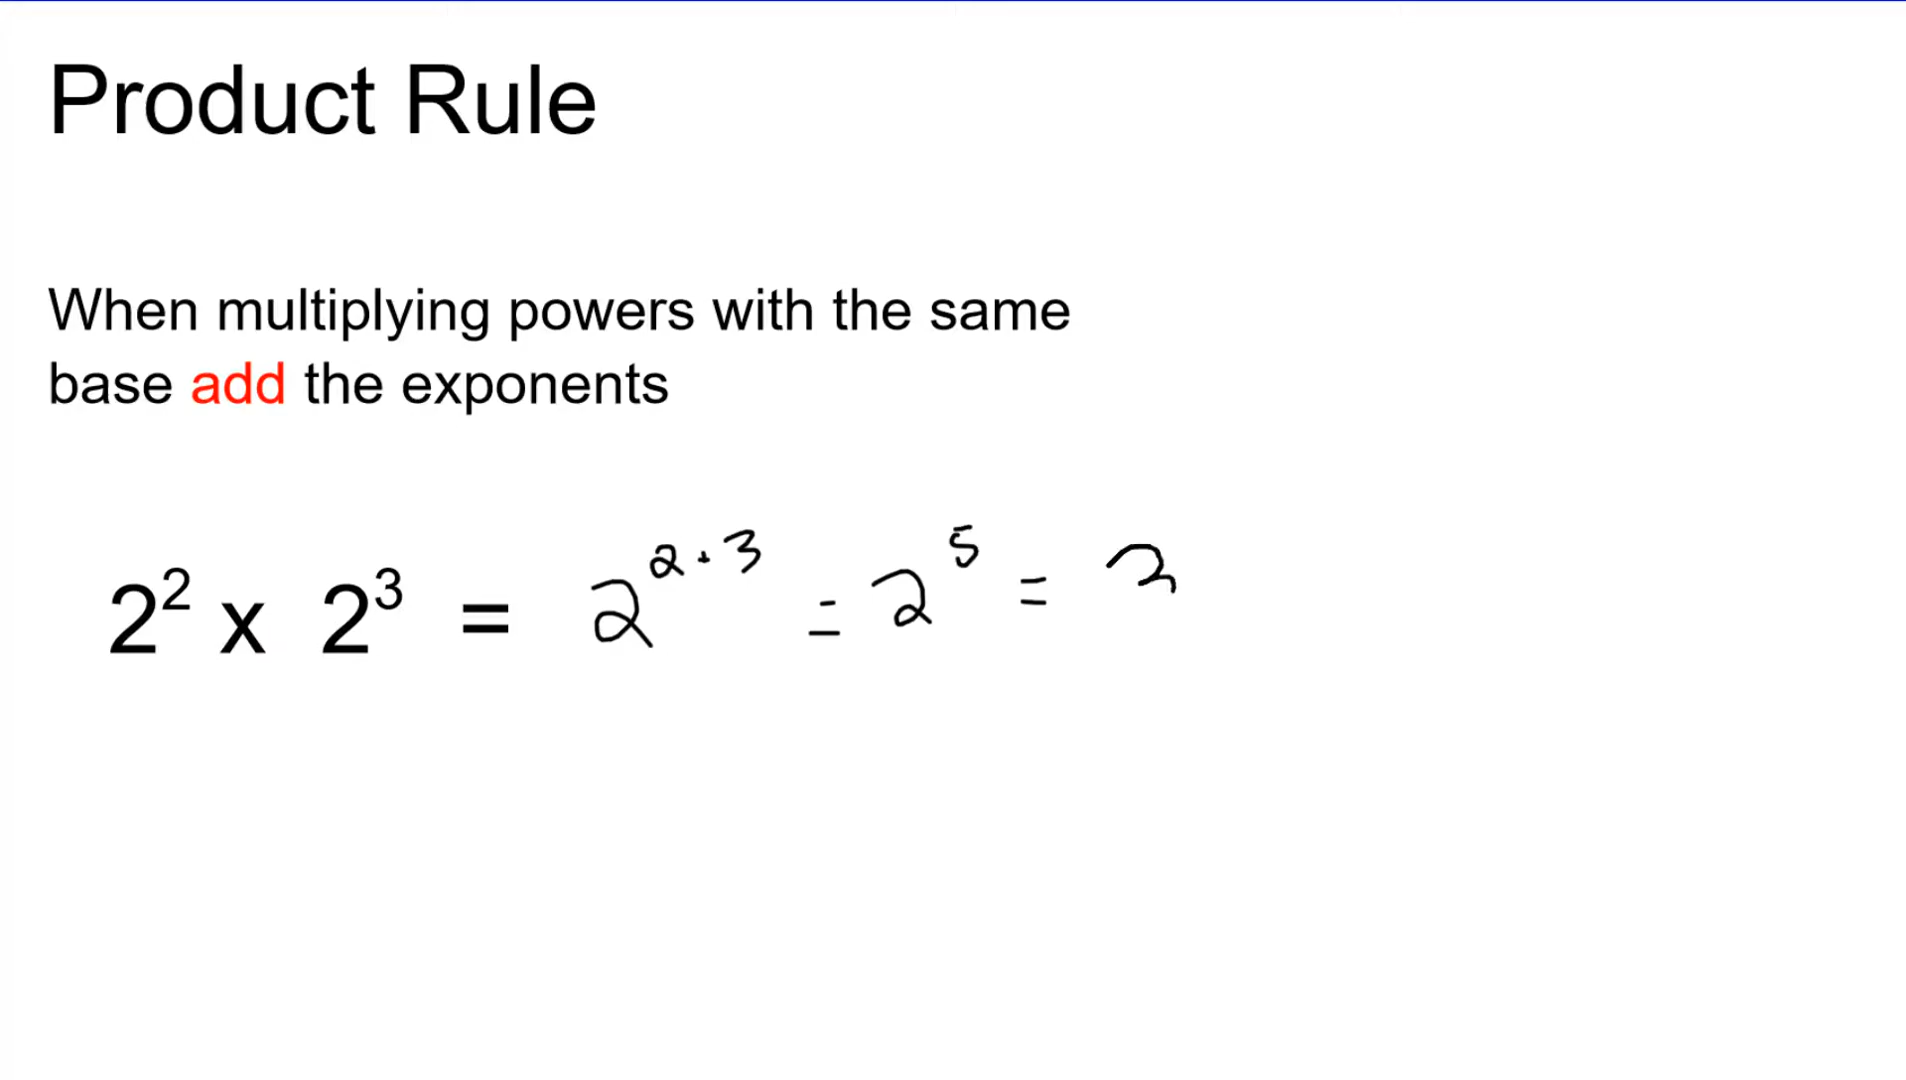 Product Rule
When multiplying powers with the same
base add the exponents
2² x 2³ = 2²⁺³ = 2⁵ =